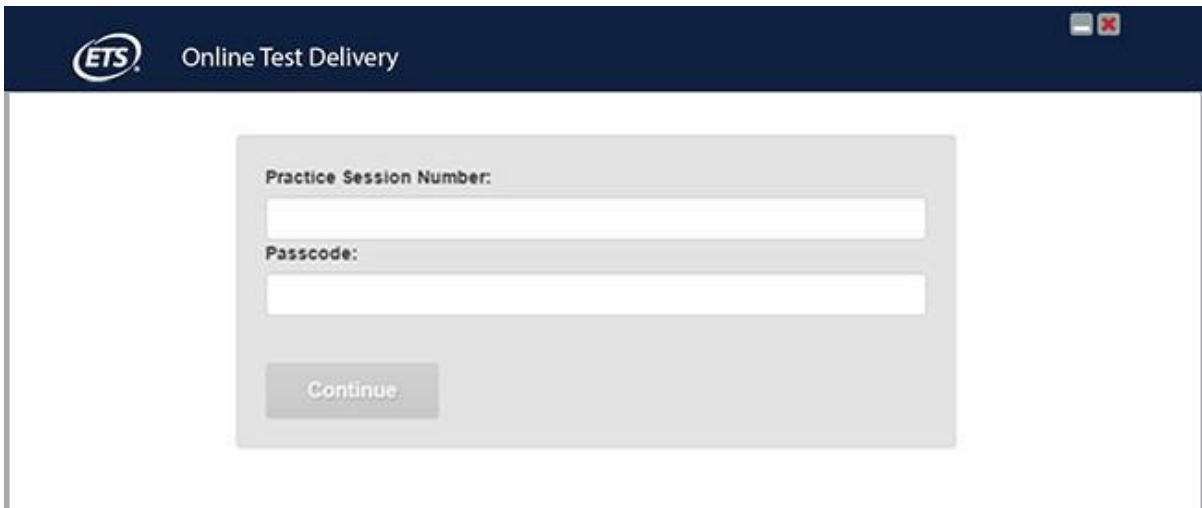 ETS® Online Test Delivery
Practice Session Number:
Passcode:
Continue